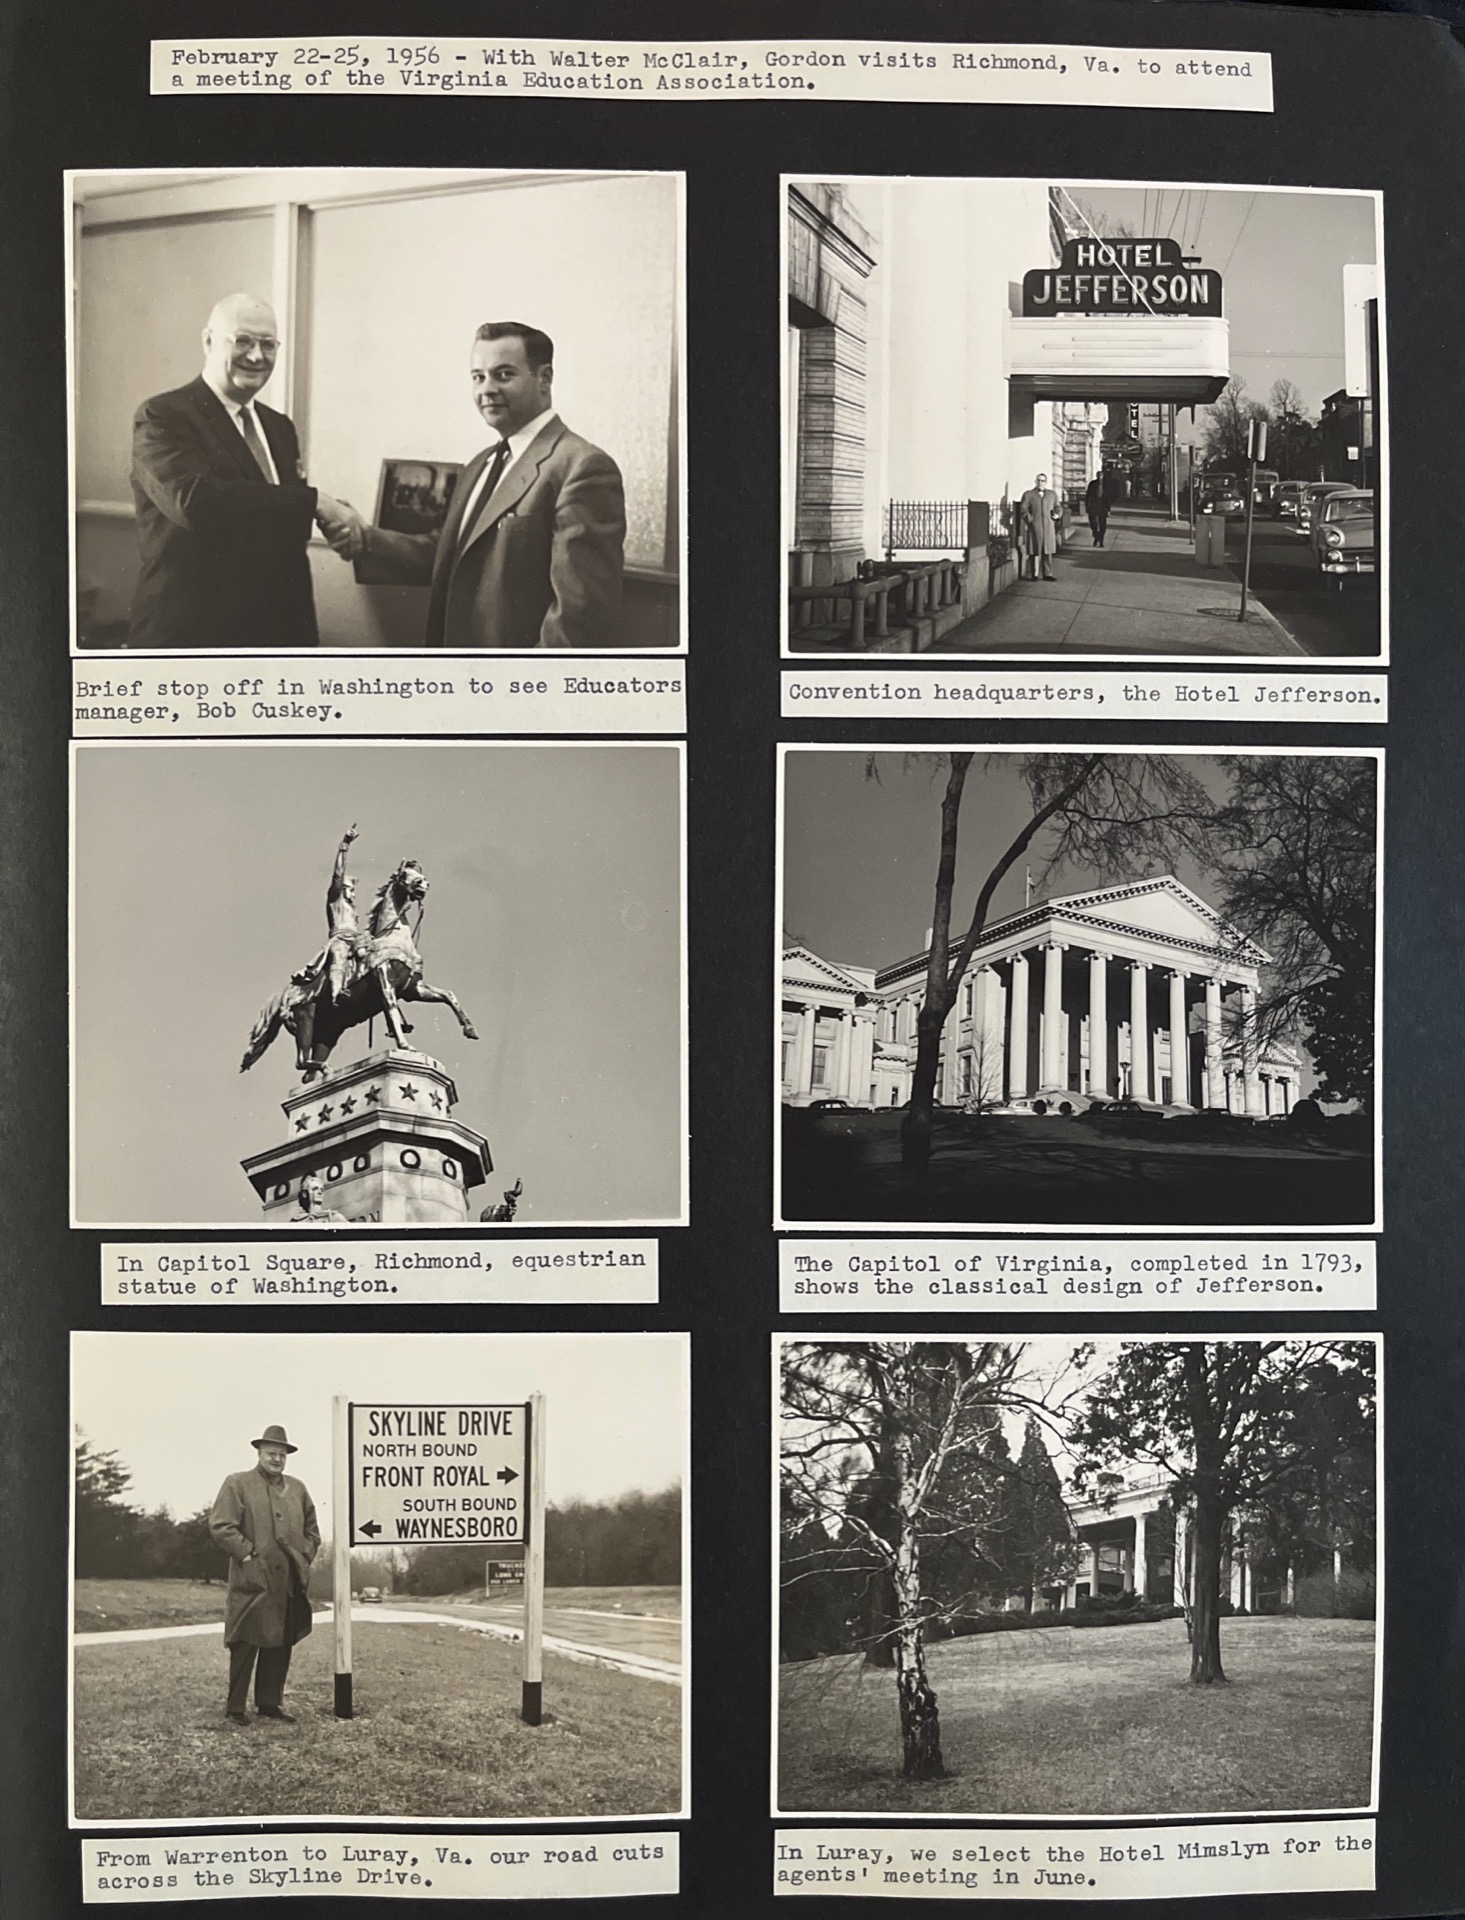 February 22-25, 1956 - With Walter McClair, Gordon visits Richmond, Va. to attend
a meeting of the Virginia Education Association.
HOTEL
JEFFERSON
Brief stop off in Washington to see Educators
manager, Bob Cuskey.
Convention headquarters, the Hotel Jefferson.
In Capitol Square, Richmond, equestrian
statue of Washington.
The Capitol of Virginia, completed in 1793,
shows the classical design of Jefferson.
SKYLINE DRIVE
NORTH BOUND
FRONT ROYAL →
SOUTH BOUND
← WAYNESBORO
From Warrenton to Luray, Va. our road cuts
across the Skyline Drive.
In Luray, we select the Hotel Mimslyn for the
agents' meeting in June.